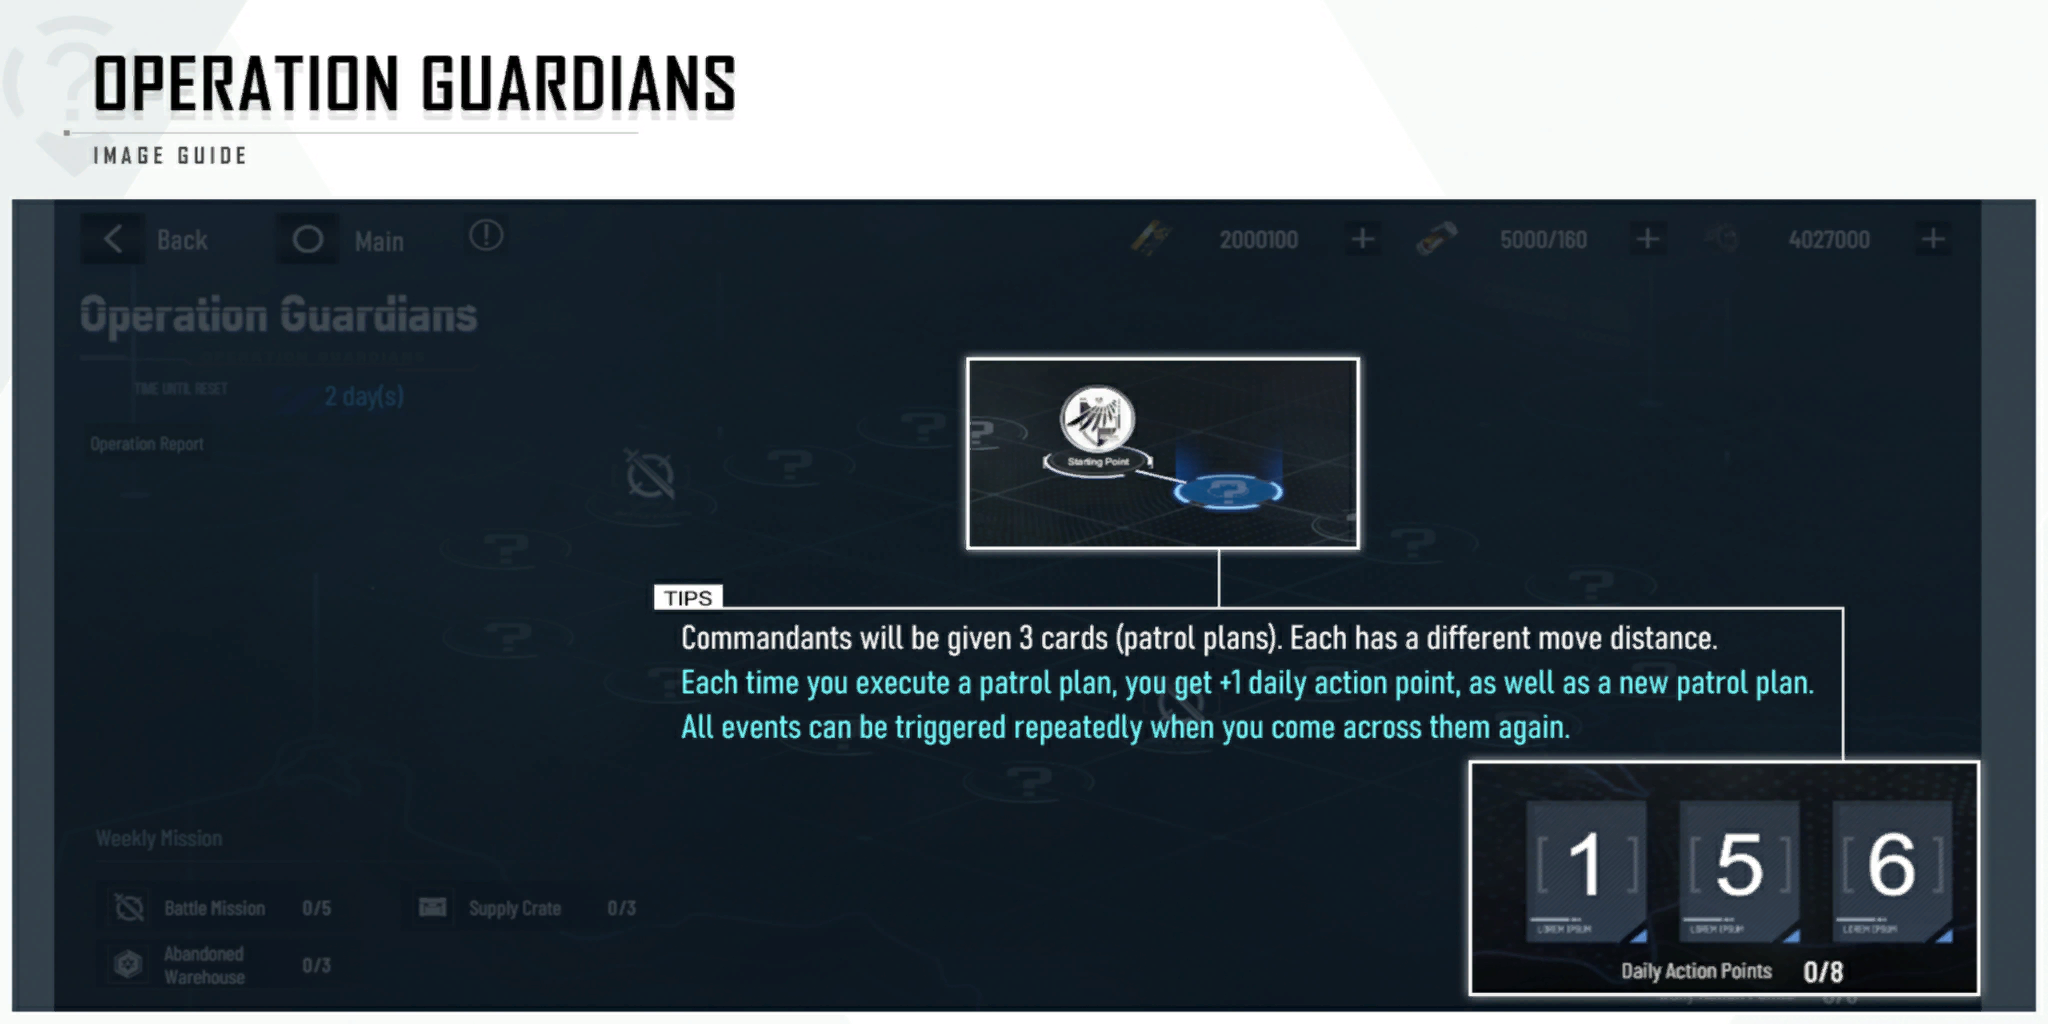 OPERATION GUARDIANS
IMAGE GUIDE
Back
Main
2000100
5000/160
4027000
Operation Guardians
OPERATION GUARDIANS
TIME UNTIL RESET
2 day(s)
Operation Report
Starting Point
TIPS
Commandants will be given 3 cards (patrol plans). Each has a different move distance.
Each time you execute a patrol plan, you get +1 daily action point, as well as a new patrol plan.
All events can be triggered repeatedly when you come across them again.
Weekly Mission
Battle Mission 0/5
Supply Crate 0/3
Abandoned
Warehouse
0/3
1 5 6
LOREM IPSUM LOREM IPSUM LOREM IPSUM
Daily Action Points 0/8